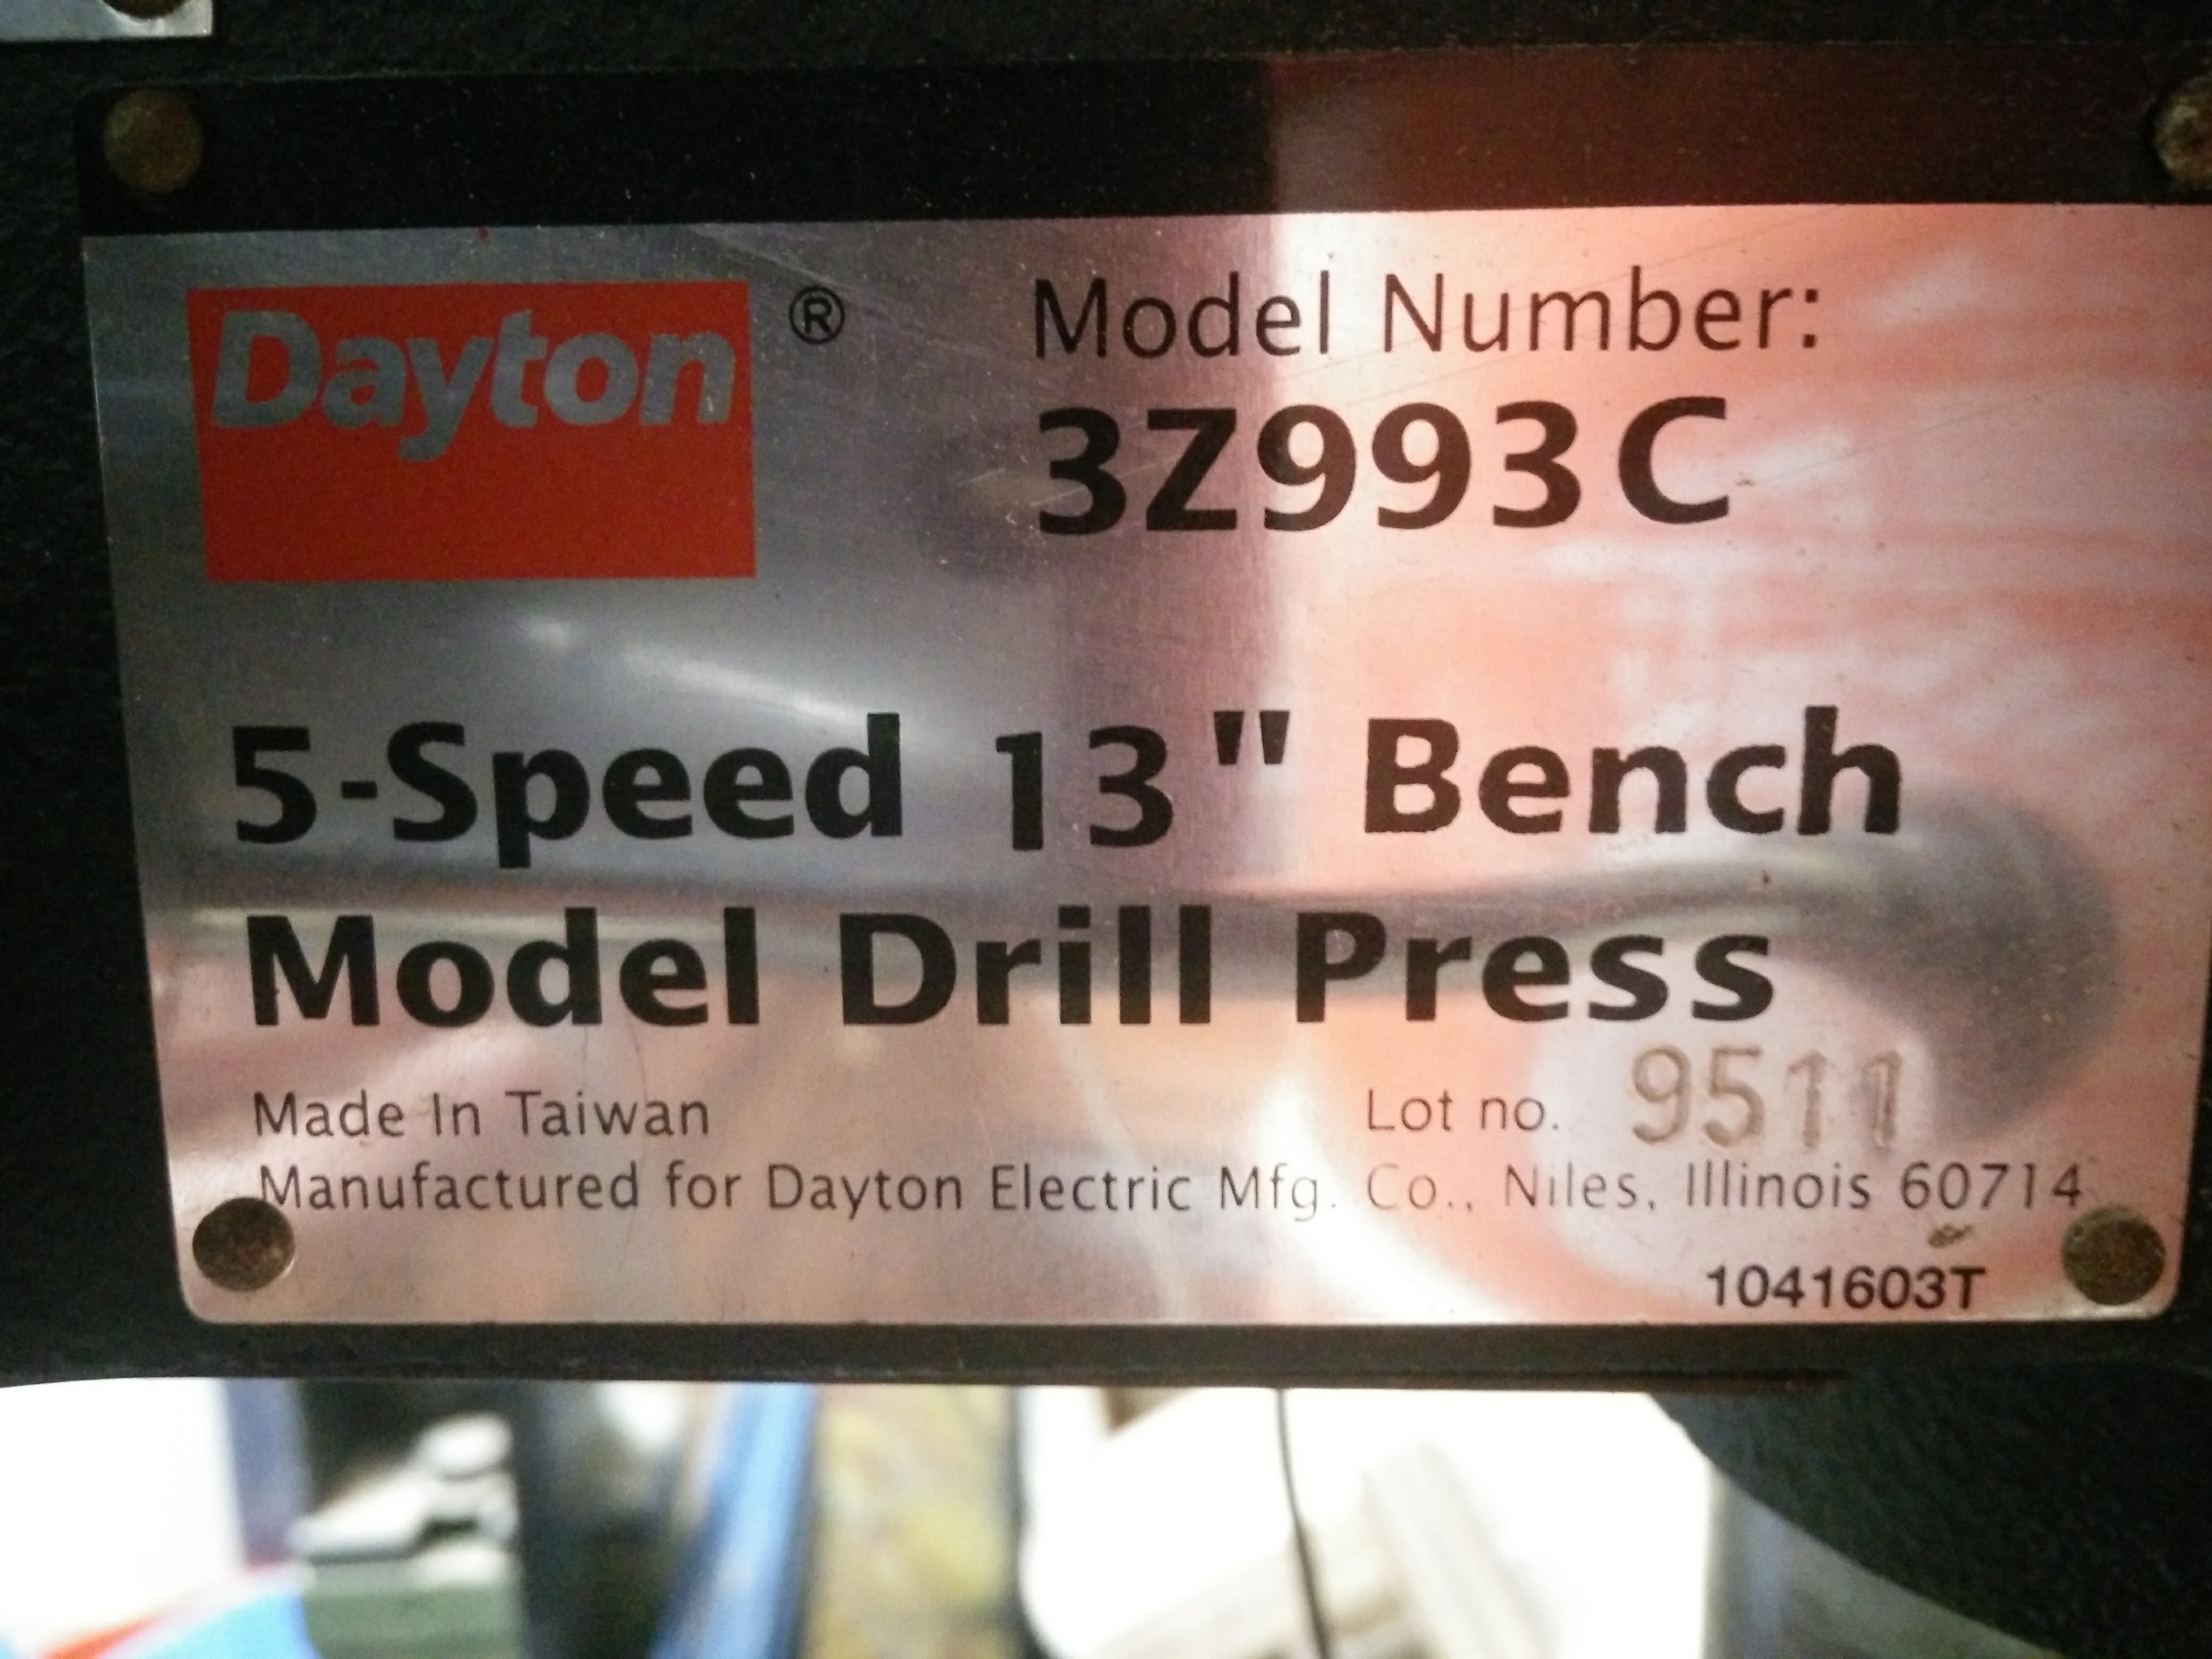 Dayton ®
Model Number:
3Z993C
5-Speed 13" Bench
Model Drill Press
Made In Taiwan
Lot no. 9511
Manufactured for Dayton Electric Mfg. Co., Niles, Illinois 60714
1041603T